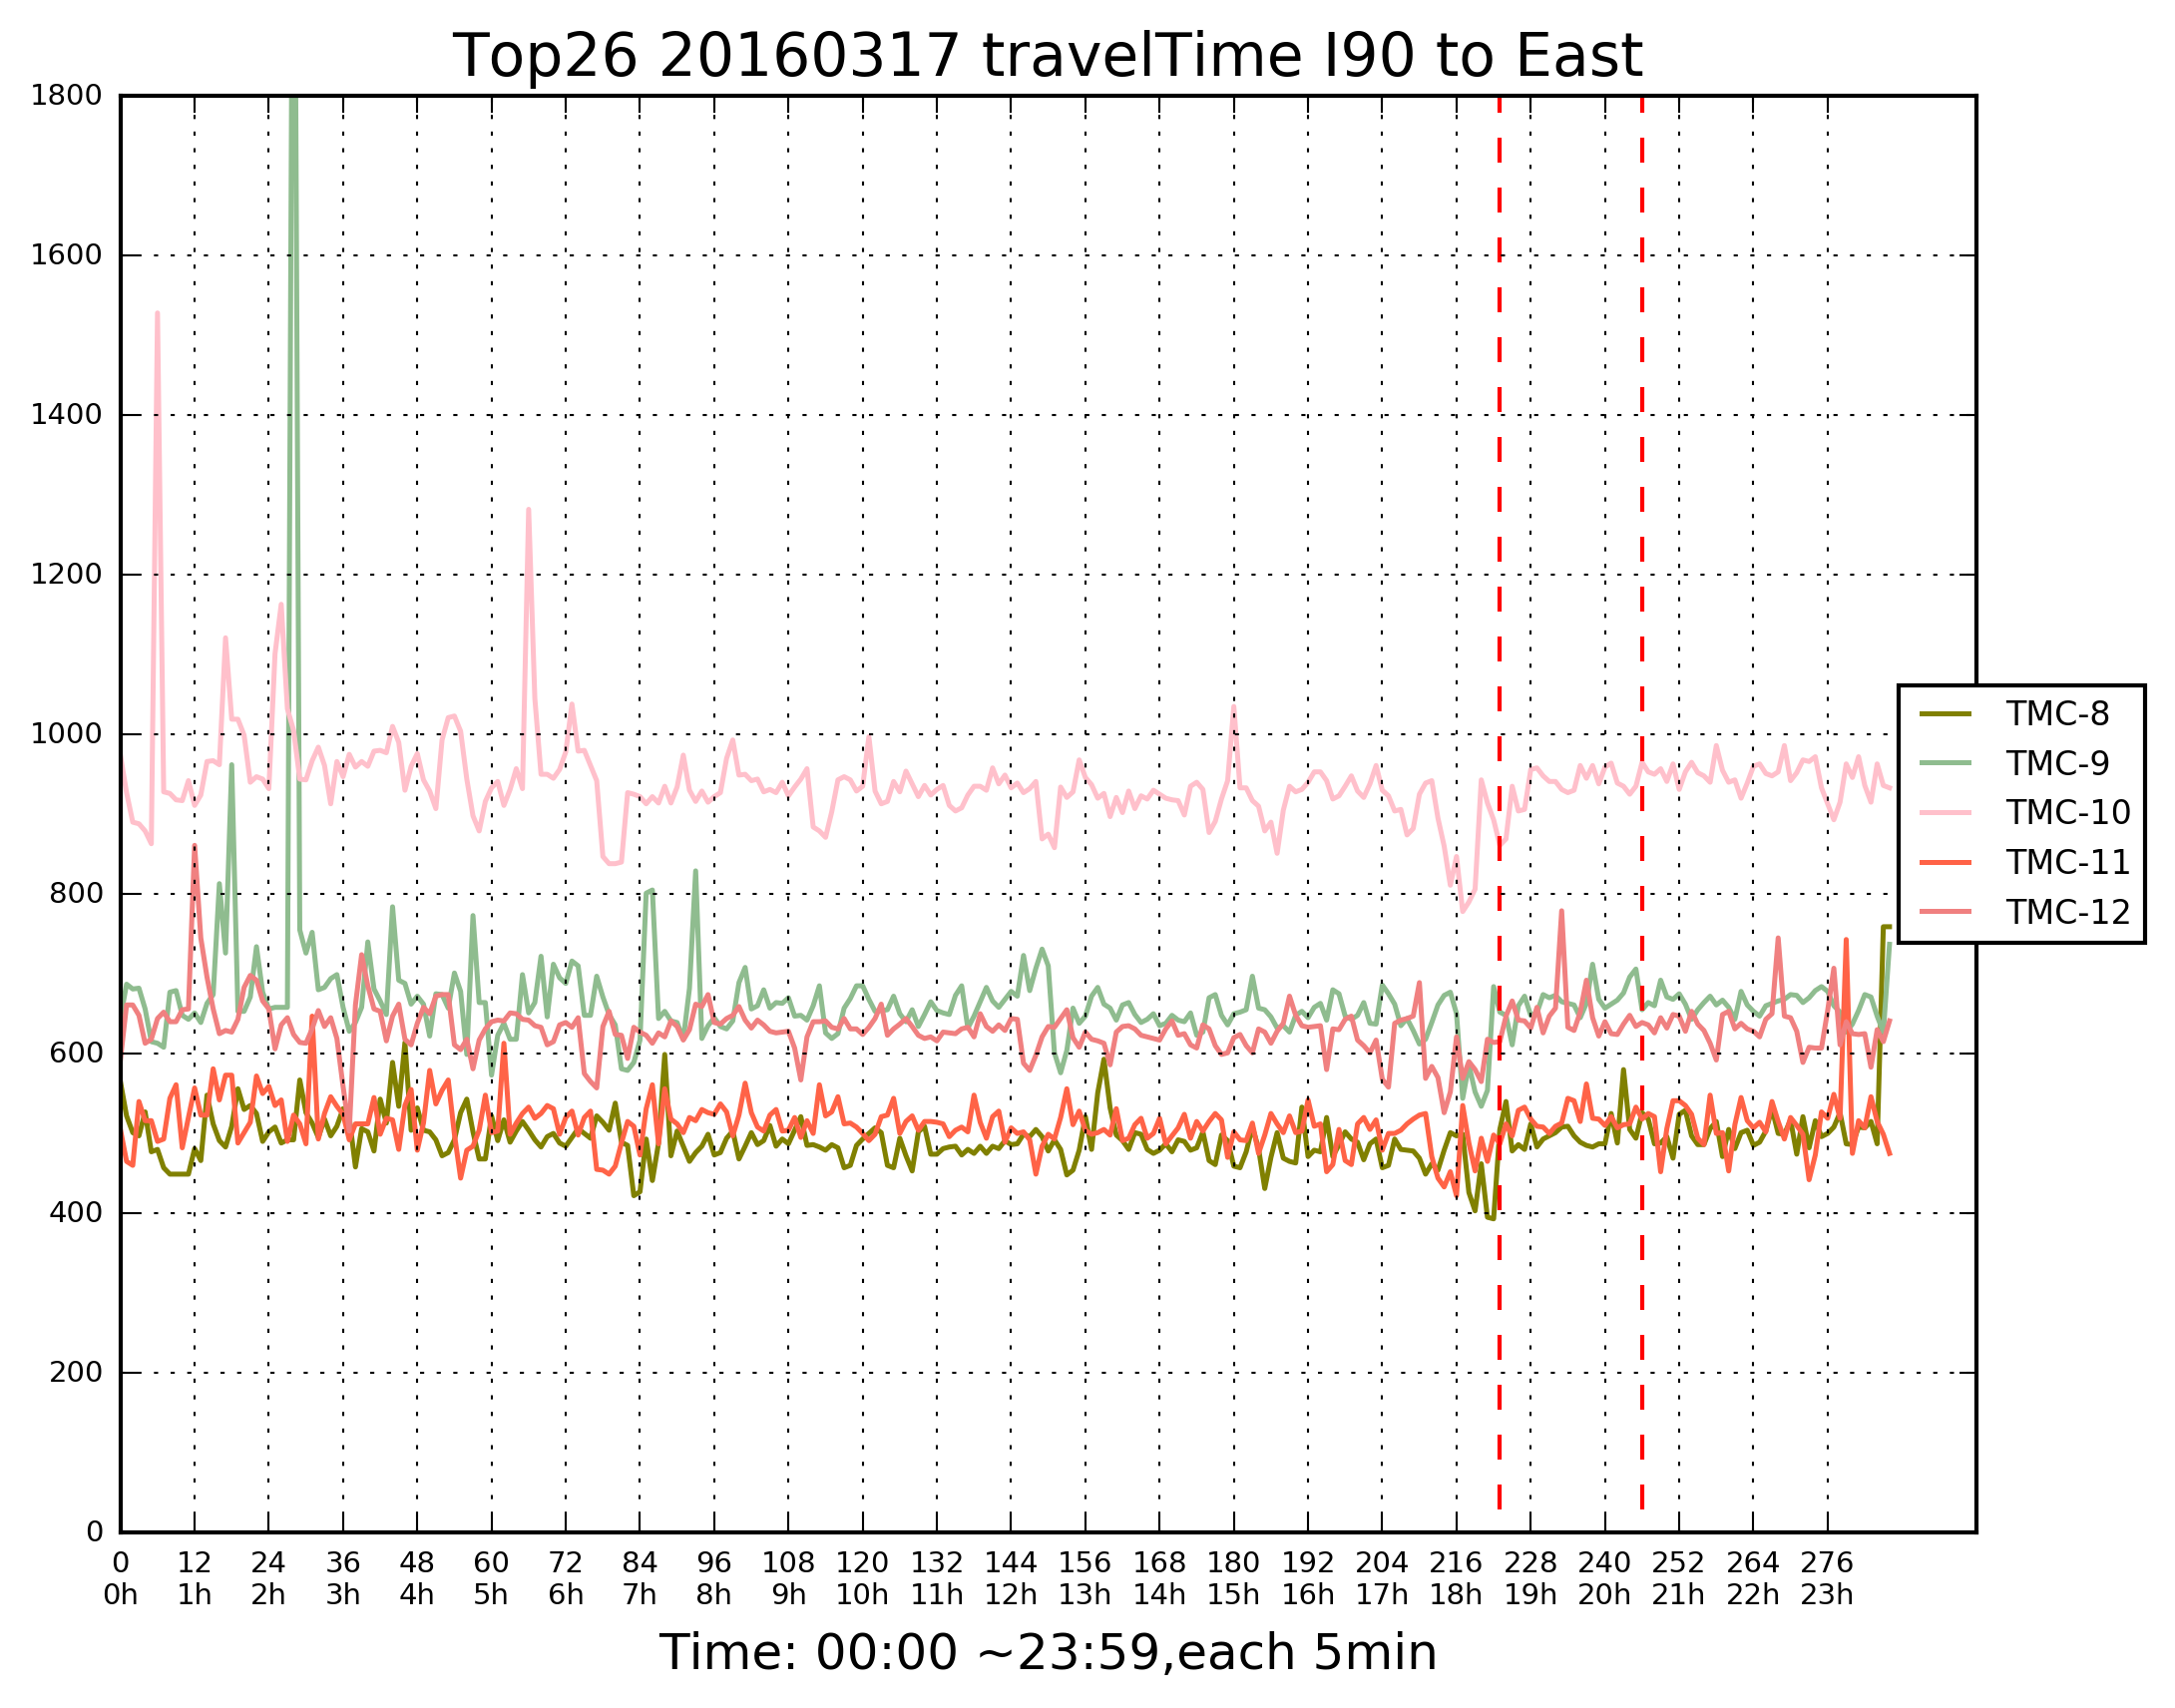 Top26 20160317 travelTime I90 to East
1800
1600
1400
1200
1000
800
600
400
200
0
TMC-8
TMC-9
TMC-10
TMC-11
TMC-12
0 12 24 36 48 60 72 84 96 108 120 132 144 156 168 180 192 204 216 228 240 252 264 276
0h 1h 2h 3h 4h 5h 6h 7h 8h 9h 10h 11h 12h 13h 14h 15h 16h 17h 18h 19h 20h 21h 22h 23h
Time: 00:00 ~23:59,each 5min